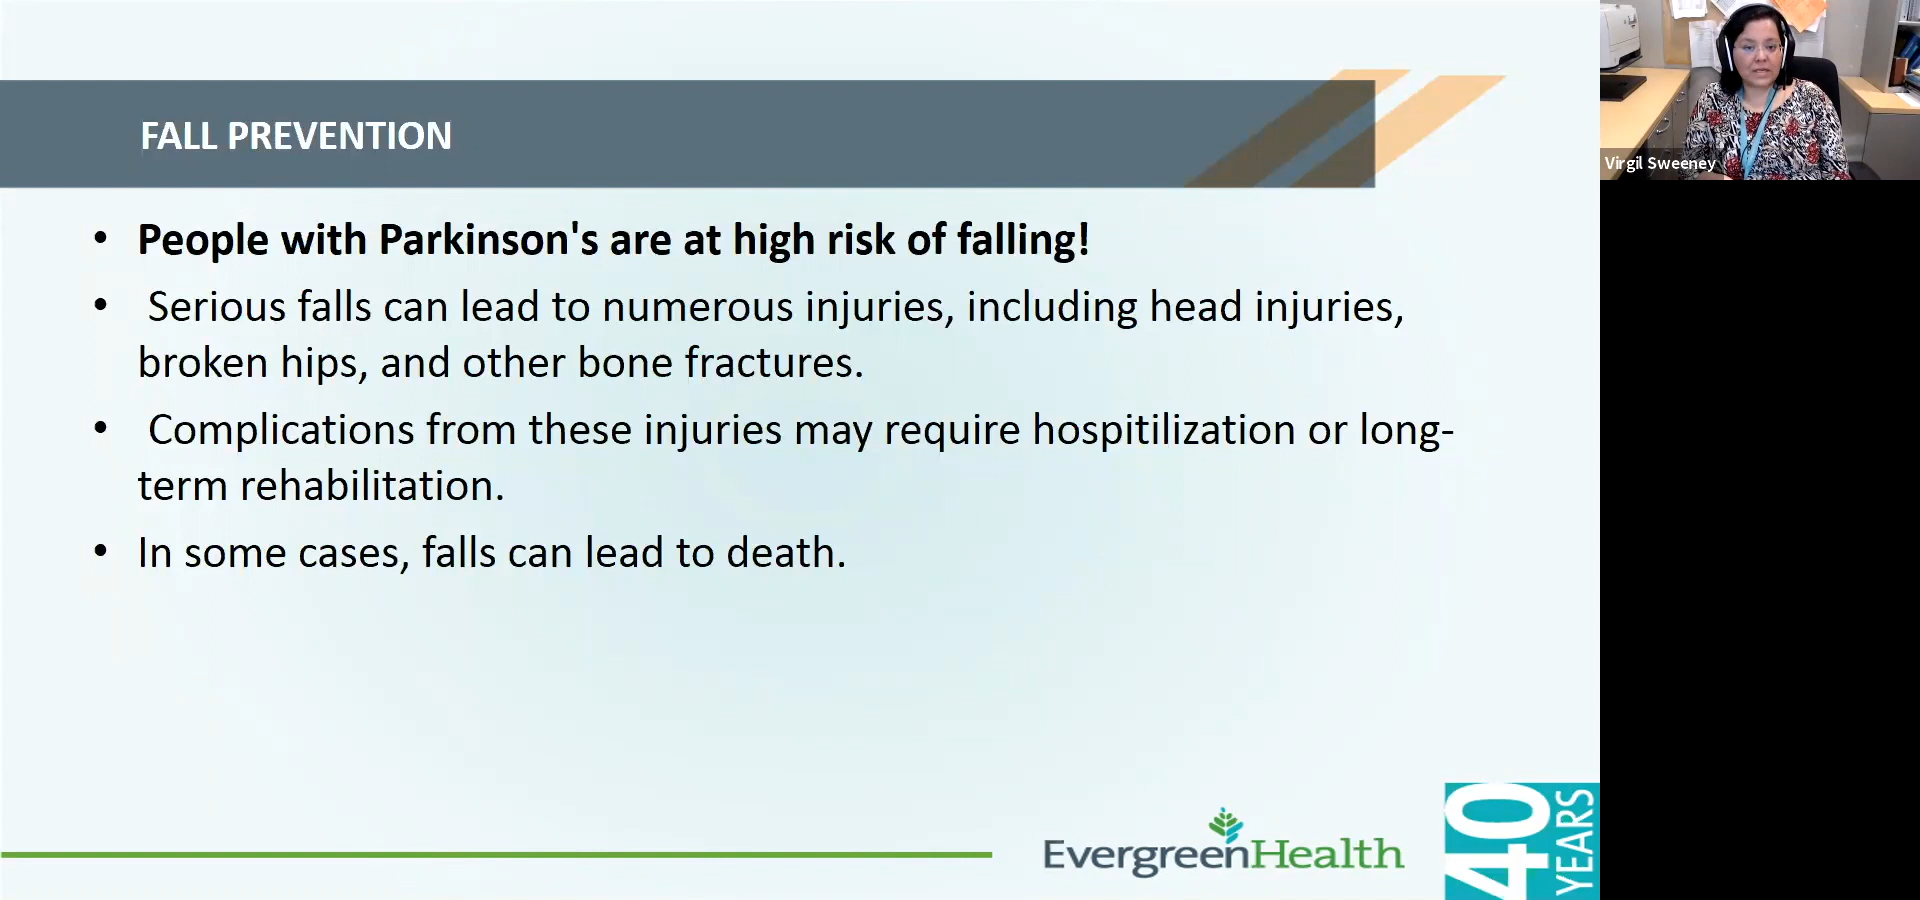 FALL PREVENTION
• People with Parkinson's are at high risk of falling!
• Serious falls can lead to numerous injuries, including head injuries,
broken hips, and other bone fractures.
• Complications from these injuries may require hospitilization or long-
term rehabilitation.
• In some cases, falls can lead to death.
EvergreenHealth
40
YEARS
Virgil Sweeney